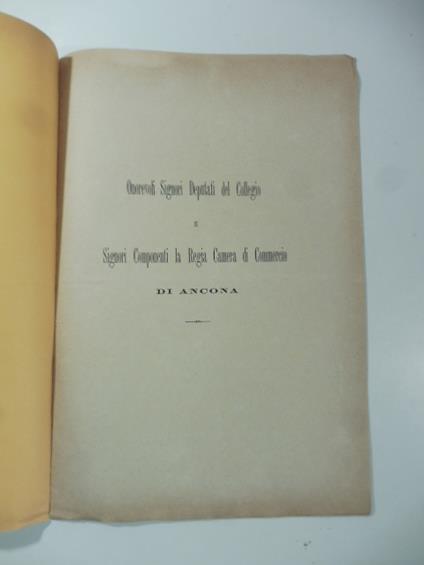 Onorevoli Signori Deputati del Collegio
E
Signori Componenti la Regia Camera di Commercio
DI ANCONA